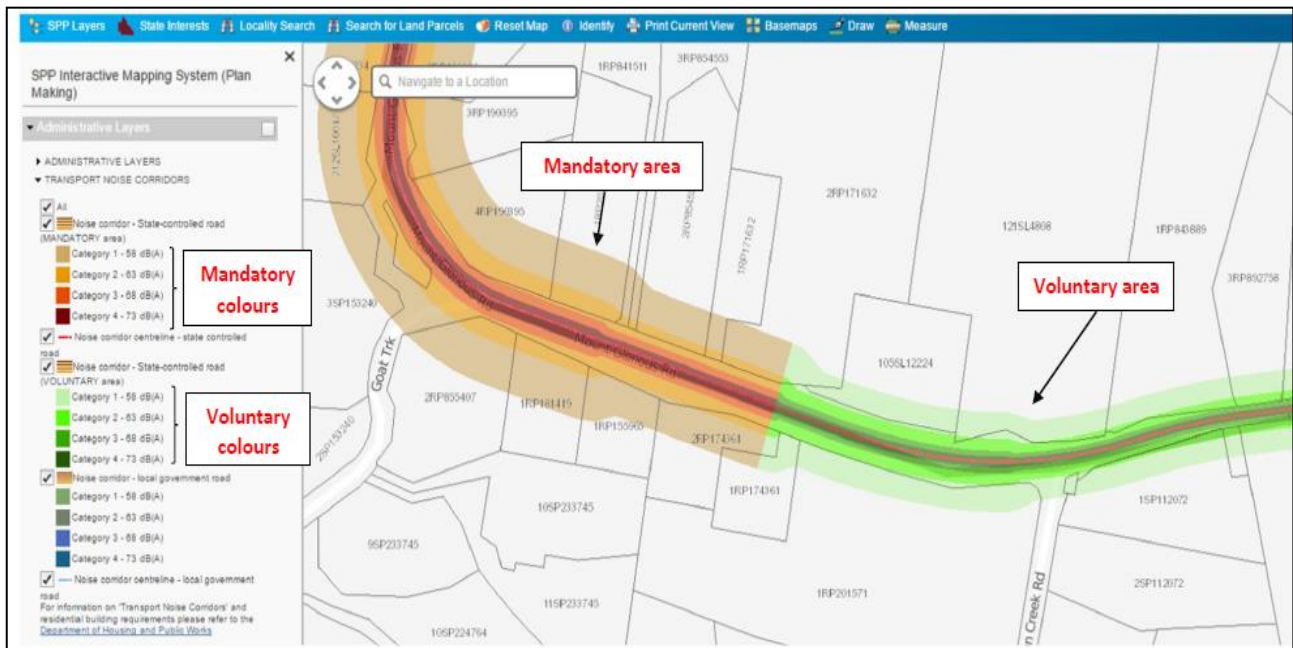 SPP Layers State Interests Locality Search Search for Land Parcels Reset Map Identify Print Current View Basemaps Draw Measure
SPP Interactive Mapping System (Plan
Making)
Administrative Layers
ADMINISTRATIVE LAYERS
TRANSPORT NOISE CORRIDORS
All
Noise corridor - State-controlled road
(MANDATORY area)
Category 1 - 58 dB(A)
Category 2 - 63 dB(A)
Category 3 - 68 dB(A)
Category 4 - 73 dB(A)
Mandatory
colours
Noise corridor centreline - state controlled
road
Noise corridor - State-controlled road
(VOLUNTARY area)
Category 1 - 58 dB(A)
Category 2 - 63 dB(A)
Category 3 - 68 dB(A)
Category 4 - 73 dB(A)
Voluntary
colours
Noise corridor - local government road
Category 1 - 58 dB(A)
Category 2 - 63 dB(A)
Category 3 - 68 dB(A)
Category 4 - 73 dB(A)
Noise corridor centreline - local government
road
For information on 'Transport Noise Corridors' and
residential building requirements please refer to the
Department of Housing and Public Works
Navigate to a Location
1RP841511
3RP854553
3RP190395
Mandatory area
4RP190395
1RP171632
2RP171632
121SL4808
1RP843889
3RP892758
Voluntary area
3SP153240
Mount Glorious Rd
Mount Glorious Rd
Goat Trk
105SL12224
2RP855407
1RP181419
1RP155965
2RP174361
2SP153240
1RP174361
1SP112072
10SP233745
9SP233745
1RP201571
2SP112072
11SP233745
10SP224764
n Creek Rd